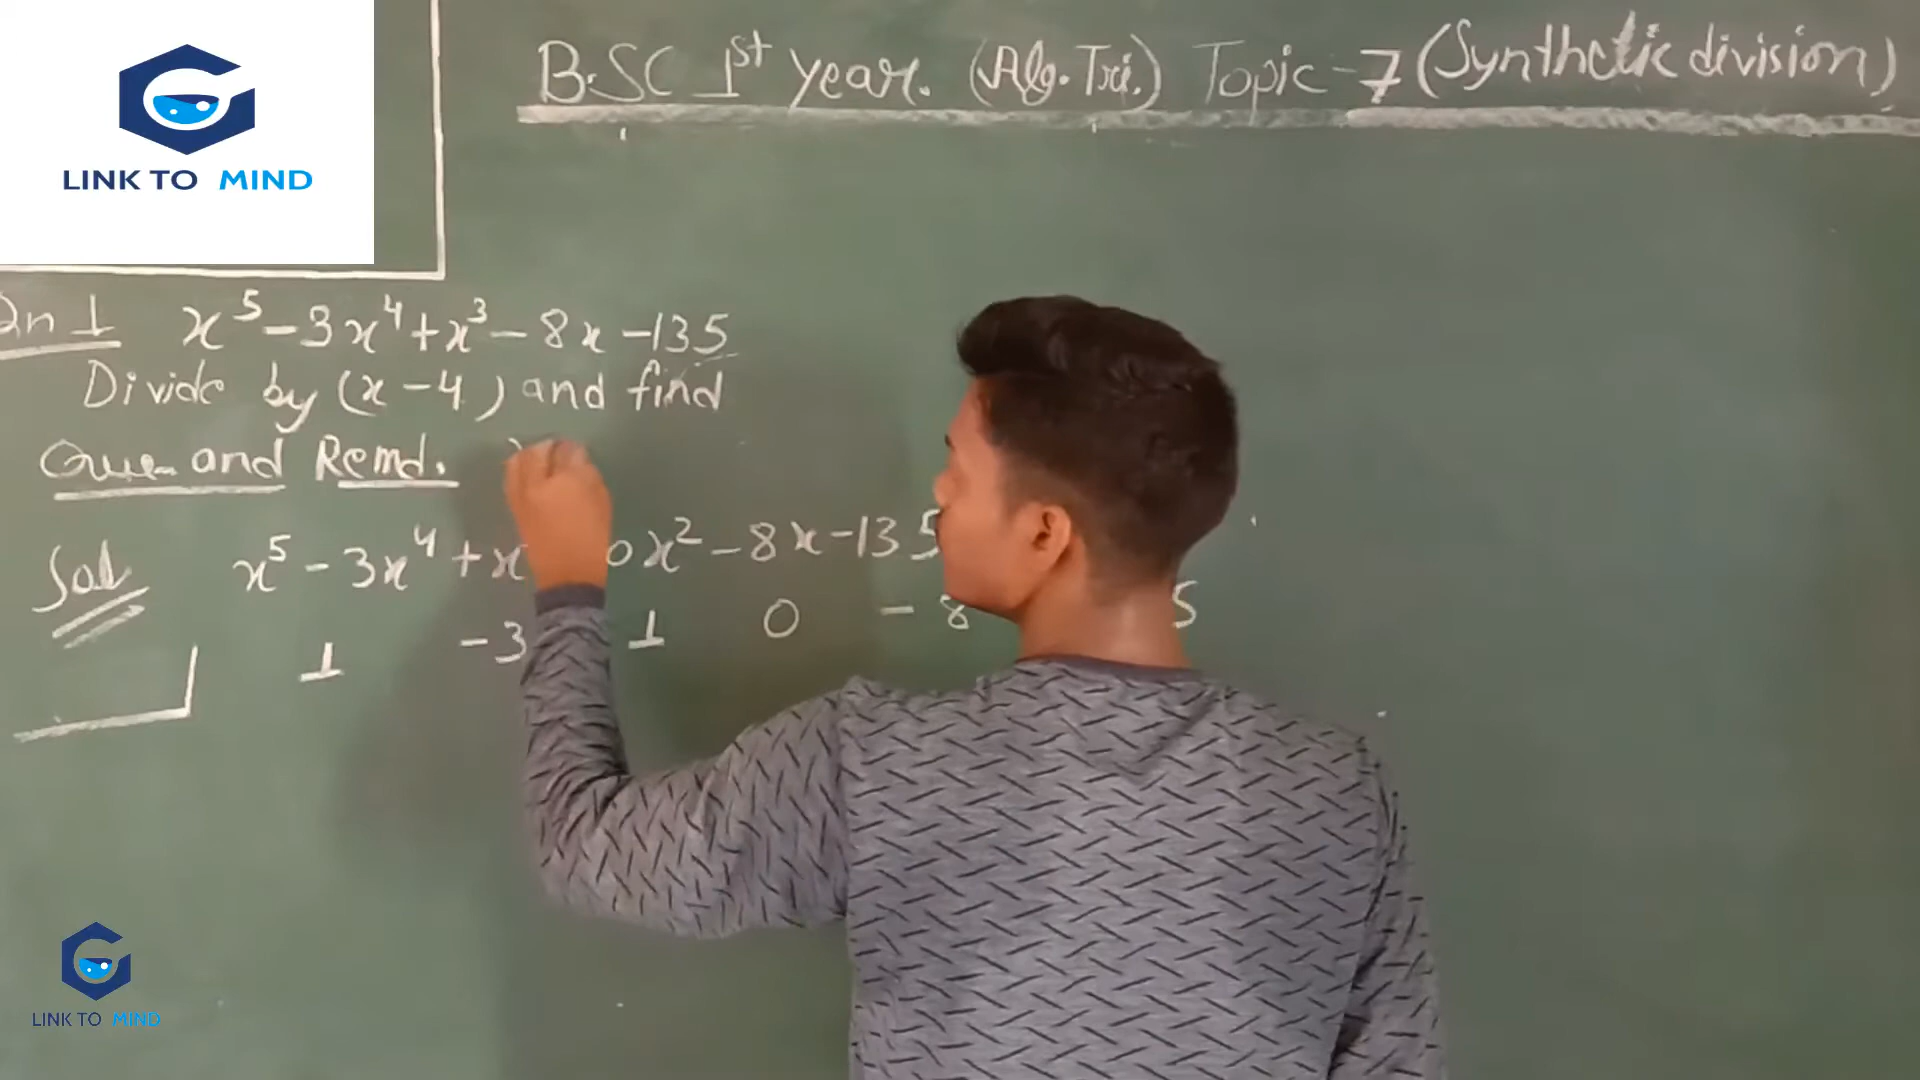 B.SC 1st year. (Alg. Tri.) Topic-7 (Synthetic division)
LINK TO MIND
Qn 1 x⁵-3x⁴+x³-8x-135
Divide by (x-4) and find
and Remd.
Sol x⁵-3x⁴+x 0x²-8x-135
1 -3 1 0 -8 5
LINK TO MIND